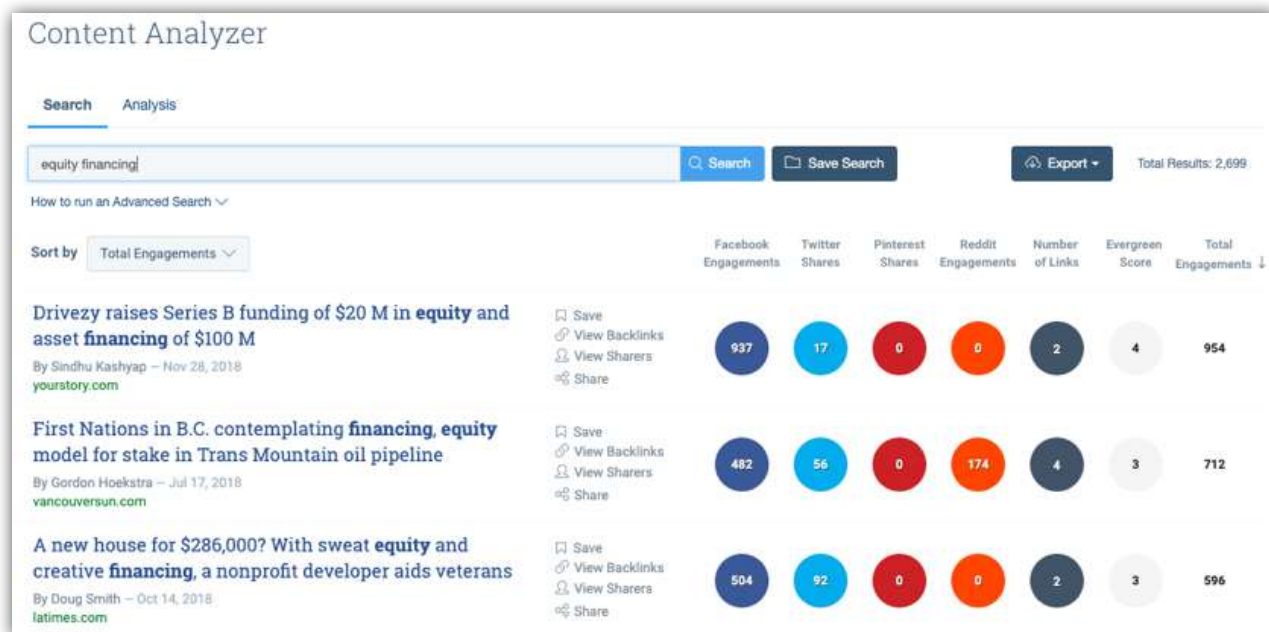 Content Analyzer
Search Analysis
equity financing
Search
Save Search
Export
Total Results: 2,699
How to run an Advanced Search
Sort by Total Engagements
Facebook Engagements
Twitter Shares
Pinterest Shares
Reddit Engagements
Number of Links
Evergreen Score
Total Engagements ↓
Drivezy raises Series B funding of $20 M in equity and
asset financing of $100 M
By Sindhu Kashyap – Nov 28, 2018
yourstory.com
Save
View Backlinks
View Sharers
Share
937 17 0 0 2 4 954
First Nations in B.C. contemplating financing, equity
model for stake in Trans Mountain oil pipeline
By Gordon Hoekstra – Jul 17, 2018
vancouversun.com
Save
View Backlinks
View Sharers
Share
482 56 0 174 4 3 712
A new house for $286,000? With sweat equity and
creative financing, a nonprofit developer aids veterans
By Doug Smith – Oct 14, 2018
latimes.com
Save
View Backlinks
View Sharers
Share
504 92 0 0 2 3 596